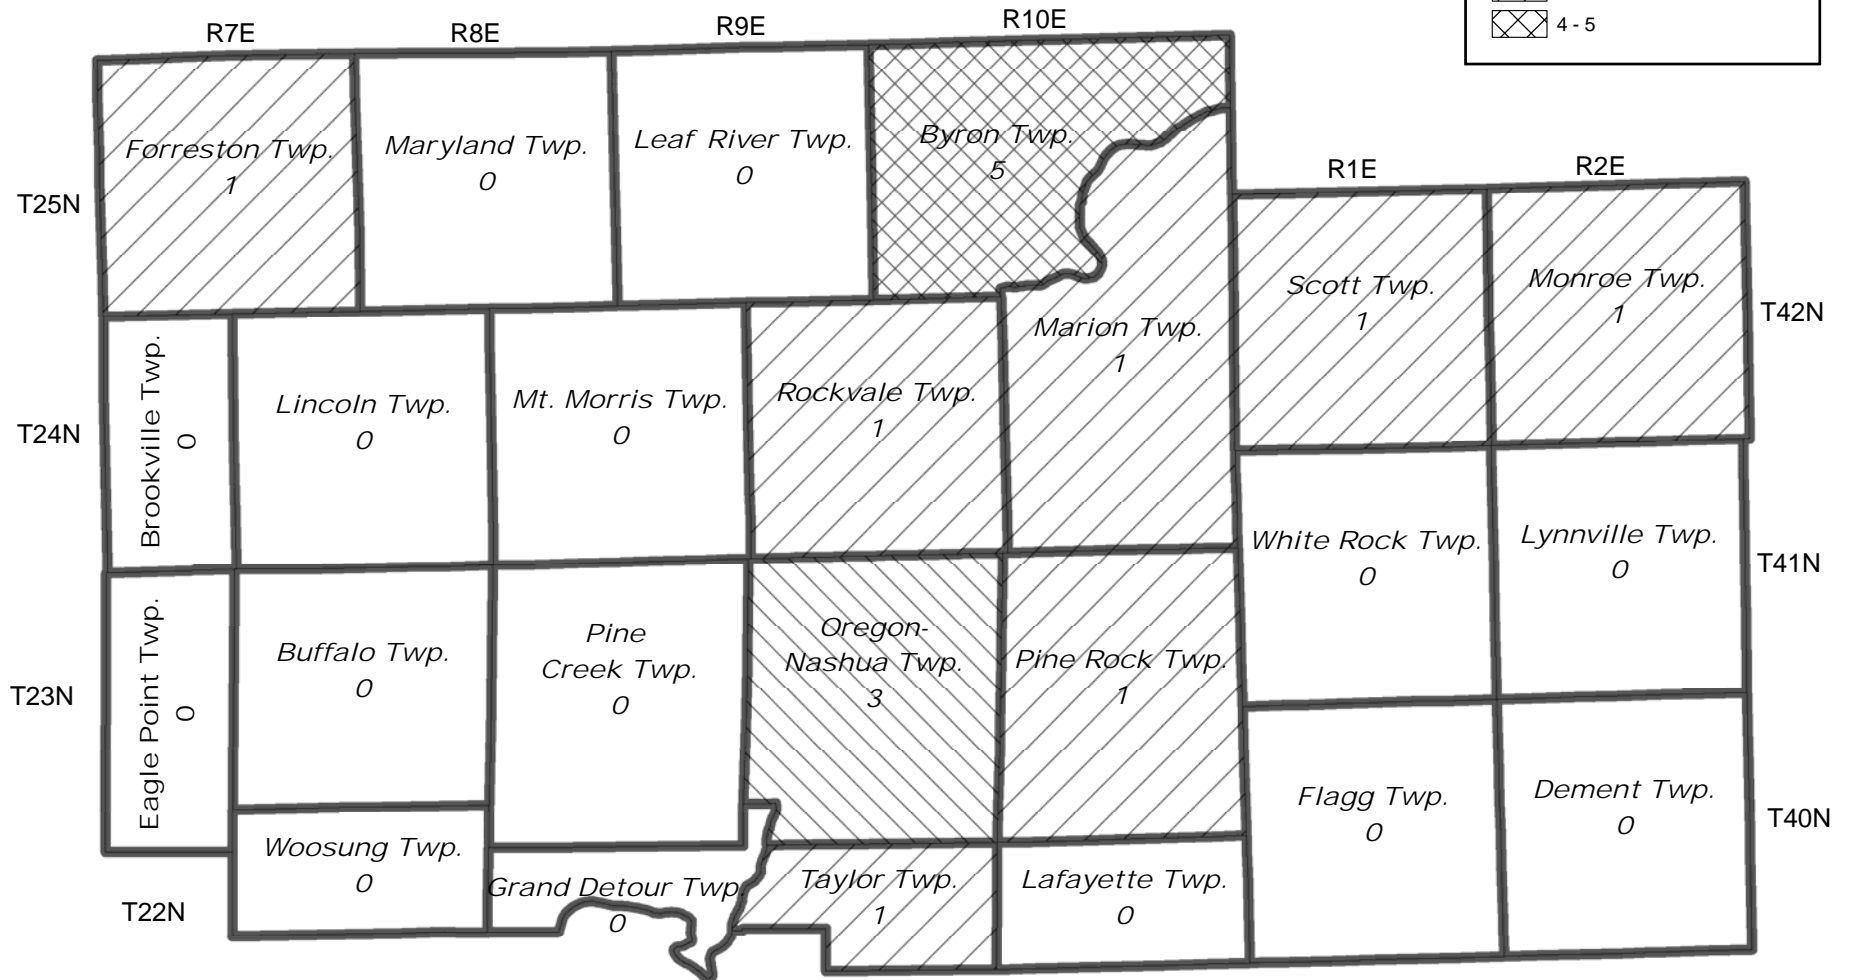 4 - 5
R7E
R8E
R9E
R10E
Forreston Twp.
1
Maryland Twp.
0
Leaf River Twp.
0
Byron Twp.
5
R1E
R2E
T25N
Scott Twp.
1
Monroe Twp.
1
T42N
Marion Twp.
1
Brookville Twp.
0
Lincoln Twp.
0
Mt. Morris Twp.
0
Rockvale Twp.
1
T24N
White Rock Twp.
0
Lynnville Twp.
0
T41N
Eagle Point Twp.
0
Buffalo Twp.
0
Pine
Creek Twp.
0
Oregon-
Nashua Twp.
3
Pine Rock Twp.
1
T23N
Flagg Twp.
0
Dement Twp.
0
T40N
Woosung Twp.
0
Grand Detour Twp.
0
Taylor Twp.
1
Lafayette Twp.
0
T22N